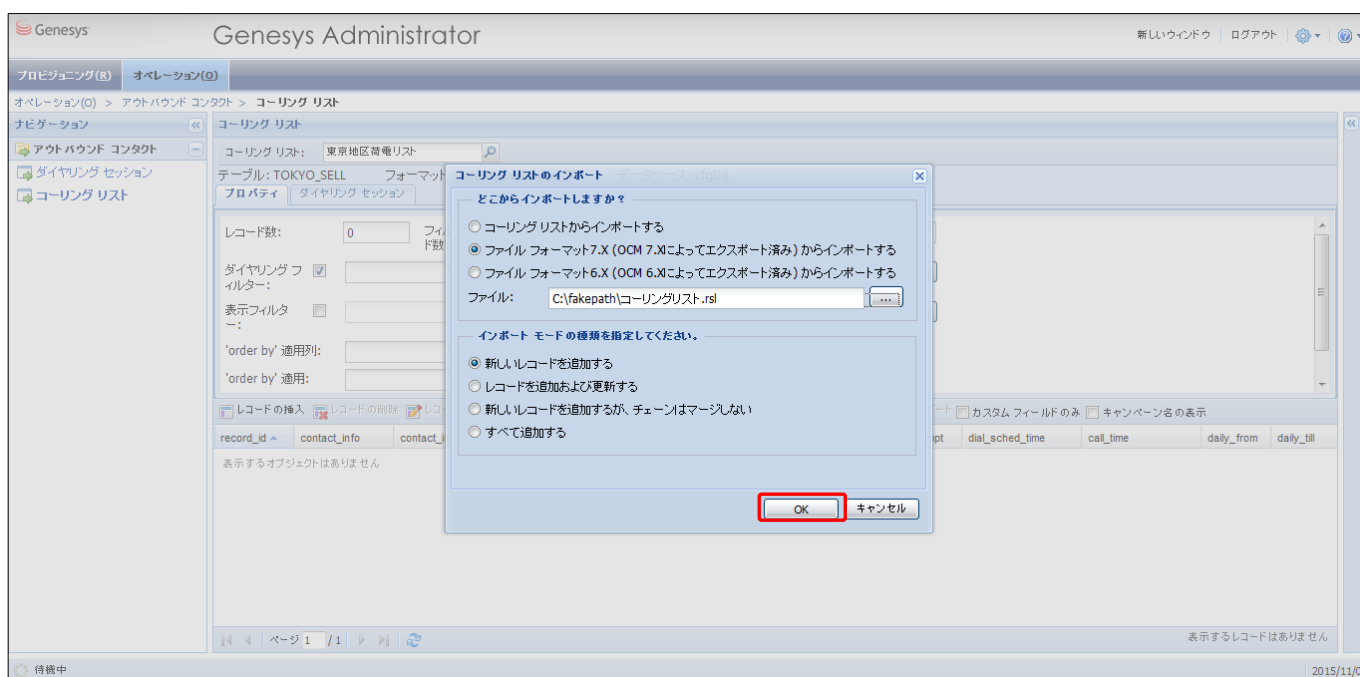 Genesys
Genesys Administrator
新しいウィンドウ ログアウト
プロビジョニング(R) オペレーション(O)
オペレーション(O) > アウトバウンド コンタクト > コーリング リスト
ナビゲーション
コーリング リスト
アウトバウンド コンタクト
ダイヤリング セッション
コーリング リスト
コーリング リスト: 東京地区荷電リスト
テーブル: TOKYO_SELL フォーマット
プロパティ ダイヤリング セッション
レコード数: 0
ド数
ダイヤリング フィルター:
表示フィルター:
'order by' 適用列:
'order by' 適用:
コーリング リストのインポート
どこからインポートしますか?
コーリング リストからインポートする
ファイル フォーマット7.X (OCM 7.Xによってエクスポート済み) からインポートする
ファイル フォーマット6.X (OCM 6.Xによってエクスポート済み) からインポートする
ファイル: C:\fakepath\コーリングリスト.rsl ...
インポート モードの種類を指定してください。
新しいレコードを追加する
レコードを追加および更新する
新しいレコードを追加するが、チェーンはマージしない
すべて追加する
OK キャンセル
レコードの挿入 レコードの削除 カスタム フィールドのみ キャンペーン名の表示
record_id contact_info dial_sched_time call_time daily_from daily_till
表示するオブジェクトはありません
ページ 1 / 1
表示するレコードはありません
待機中